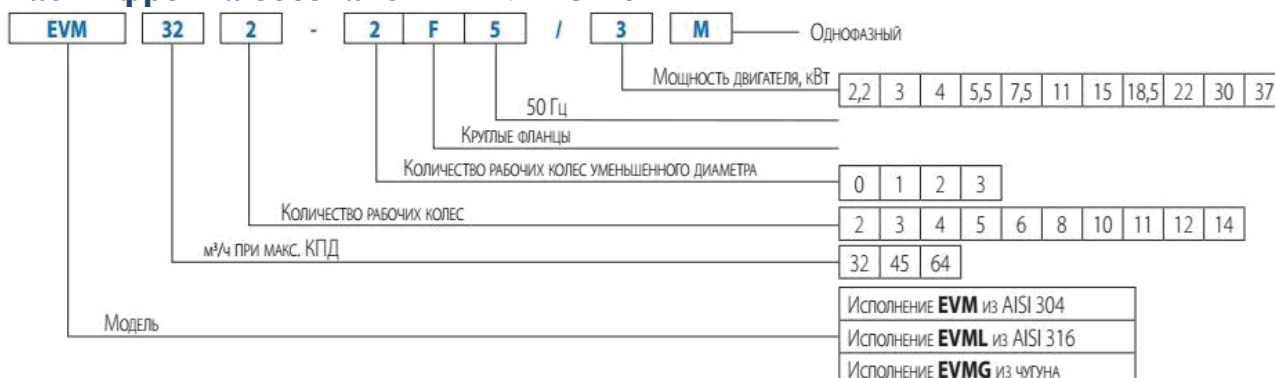 EVM 32 2 - 2 F 5 / 3 M Однофазный
Мощность двигателя, кВт 2,2 3 4 5,5 7,5 11 15 18,5 22 30 37
50 Гц
Круглые фланцы
Количество рабочих колес уменьшенного диаметра 0 1 2 3
Количество рабочих колес 2 3 4 5 6 8 10 11 12 14
м³/ч при макс. КПД 32 45 64
Исполнение EVM из AISI 304
Модель Исполнение EVML из AISI 316
Исполнение EVMG из чугуна